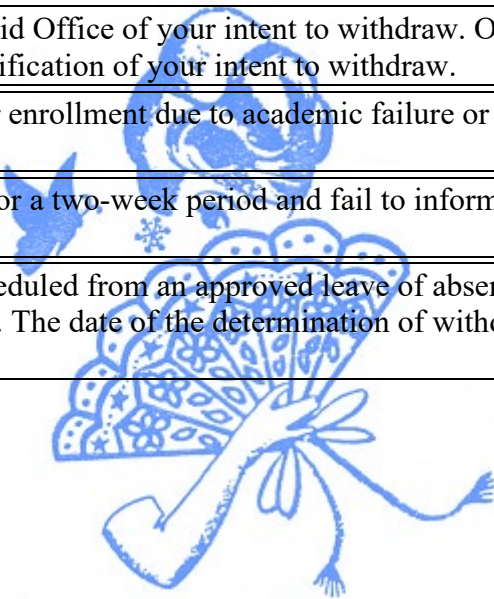 id Office of your intent to withdraw. O
ification of your intent to withdraw.
enrollment due to academic failure or
or a two-week period and fail to inform
eduled from an approved leave of absen
. The date of the determination of withd